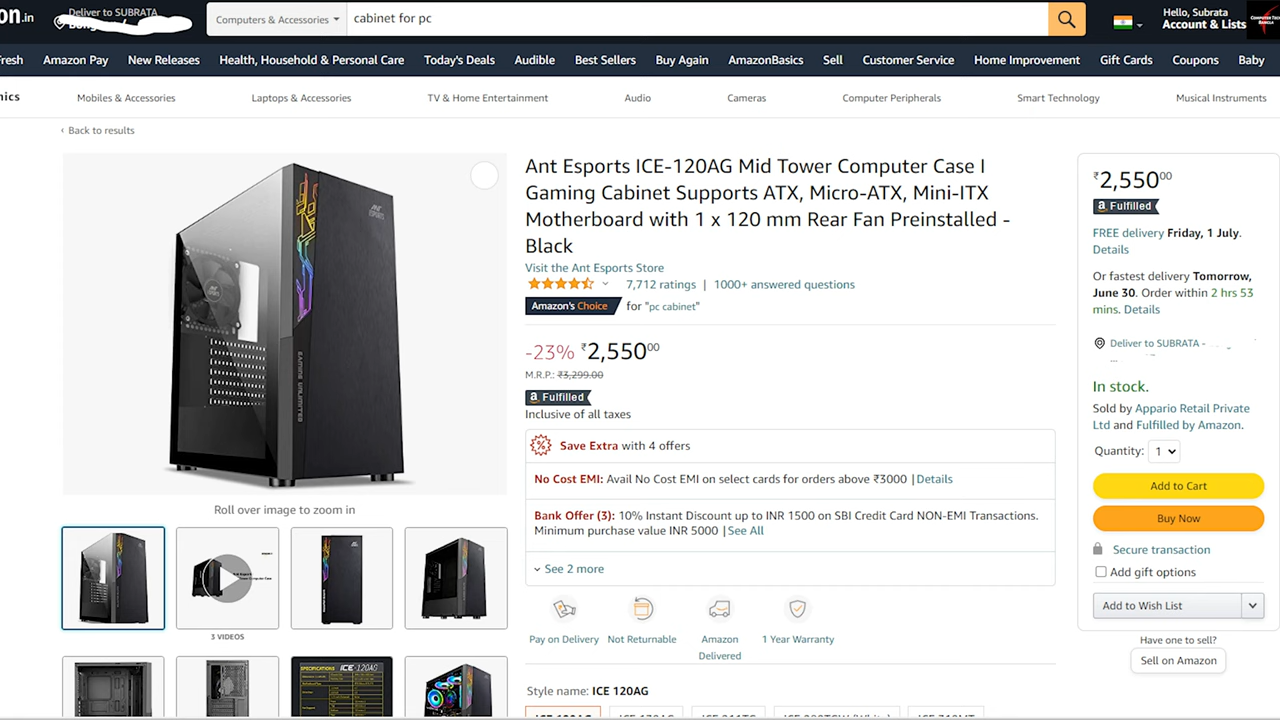 on.in
Deliver to SUBRATA
Computers & Accessories
cabinet for pc
Hello, Subrata
Account & Lists
COMPUTER TECH
BANGLA
Fresh
Amazon Pay
New Releases
Health, Household & Personal Care
Today's Deals
Audible
Best Sellers
Buy Again
AmazonBasics
Sell
Customer Service
Home Improvement
Gift Cards
Coupons
Baby
nics
Mobiles & Accessories
Laptops & Accessories
TV & Home Entertainment
Audio
Cameras
Computer Peripherals
Smart Technology
Musical Instruments
‹ Back to results
ANT
ESPORTS
GAMING UNLIMITED
Roll over image to zoom in
3 VIDEOS
SPECIFICATIONS ICE-120AG
Ant Esports ICE-120AG Mid Tower Computer Case I
Gaming Cabinet Supports ATX, Micro-ATX, Mini-ITX
Motherboard with 1 x 120 mm Rear Fan Preinstalled -
Black
Visit the Ant Esports Store
7,712 ratings | 1000+ answered questions
Amazon's Choice for "pc cabinet"
-23% ₹2,55000
M.R.P.: ₹3,299.00
a Fulfilled
Inclusive of all taxes
Save Extra with 4 offers
No Cost EMI: Avail No Cost EMI on select cards for orders above ₹3000 | Details
Bank Offer (3): 10% Instant Discount up to INR 1500 on SBI Credit Card NON-EMI Transactions.
Minimum purchase value INR 5000 | See All
See 2 more
Pay on Delivery
Not Returnable
Amazon
Delivered
1 Year Warranty
Style name: ICE 120AG
₹2,55000
a Fulfilled
FREE delivery Friday, 1 July.
Details
Or fastest delivery Tomorrow,
June 30. Order within 2 hrs 53
mins. Details
Deliver to SUBRATA -
In stock.
Sold by Appario Retail Private
Ltd and Fulfilled by Amazon.
Quantity: 1
Add to Cart
Buy Now
Secure transaction
Add gift options
Add to Wish List
Have one to sell?
Sell on Amazon